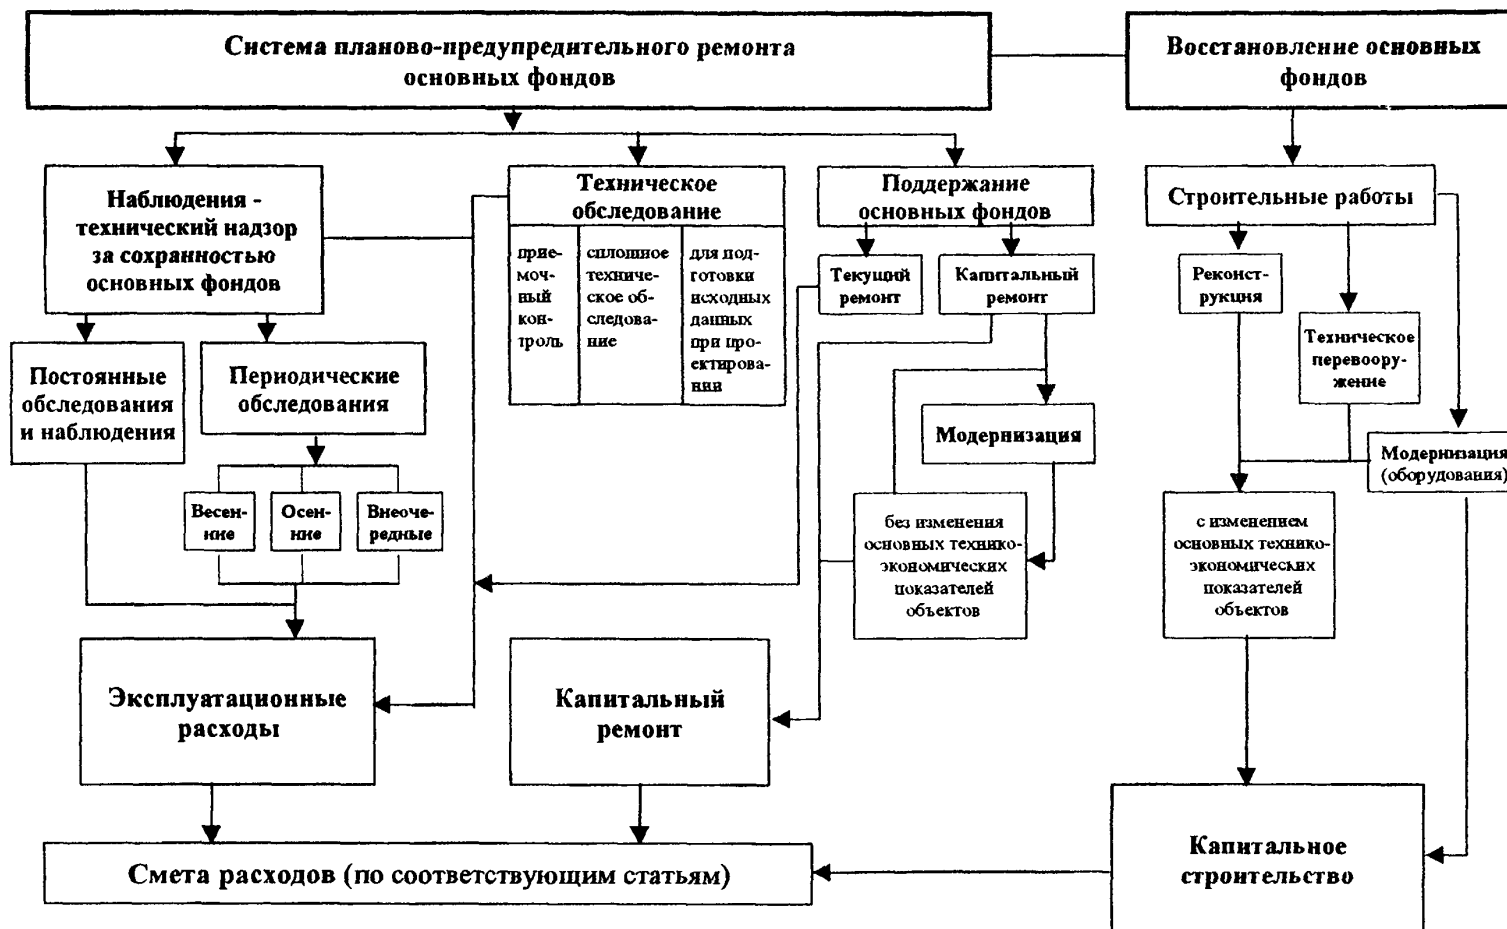 Система планово-предупредительного ремонта
основных фондов
Восстановление основных
фондов
Наблюдения -
технический надзор
за сохранностью
основных фондов
Техническое
обследование
прие-
моч-
ный
кон-
троль
сплошное
техниче-
ское об-
следова-
ние
для под-
готовки
исходных
данных
при про-
ектирова-
нии
Поддержание
основных фондов
Текущий
ремонт
Капитальный
ремонт
Строительные работы
Реконст-
рукция
Техническое
перевоору-
жение
Модернизация
(оборудования)
Постоянные
обследования
и наблюдения
Периодические
обследования
Весен-
ние
Осен-
ние
Внеоче-
редные
Модернизация
без изменения
основных технико-
экономических
показателей
объектов
с изменением
основных технико-
экономических
показателей
объектов
Эксплуатационные
расходы
Капитальный
ремонт
Капитальное
строительство
Смета расходов (по соответствующим статьям)